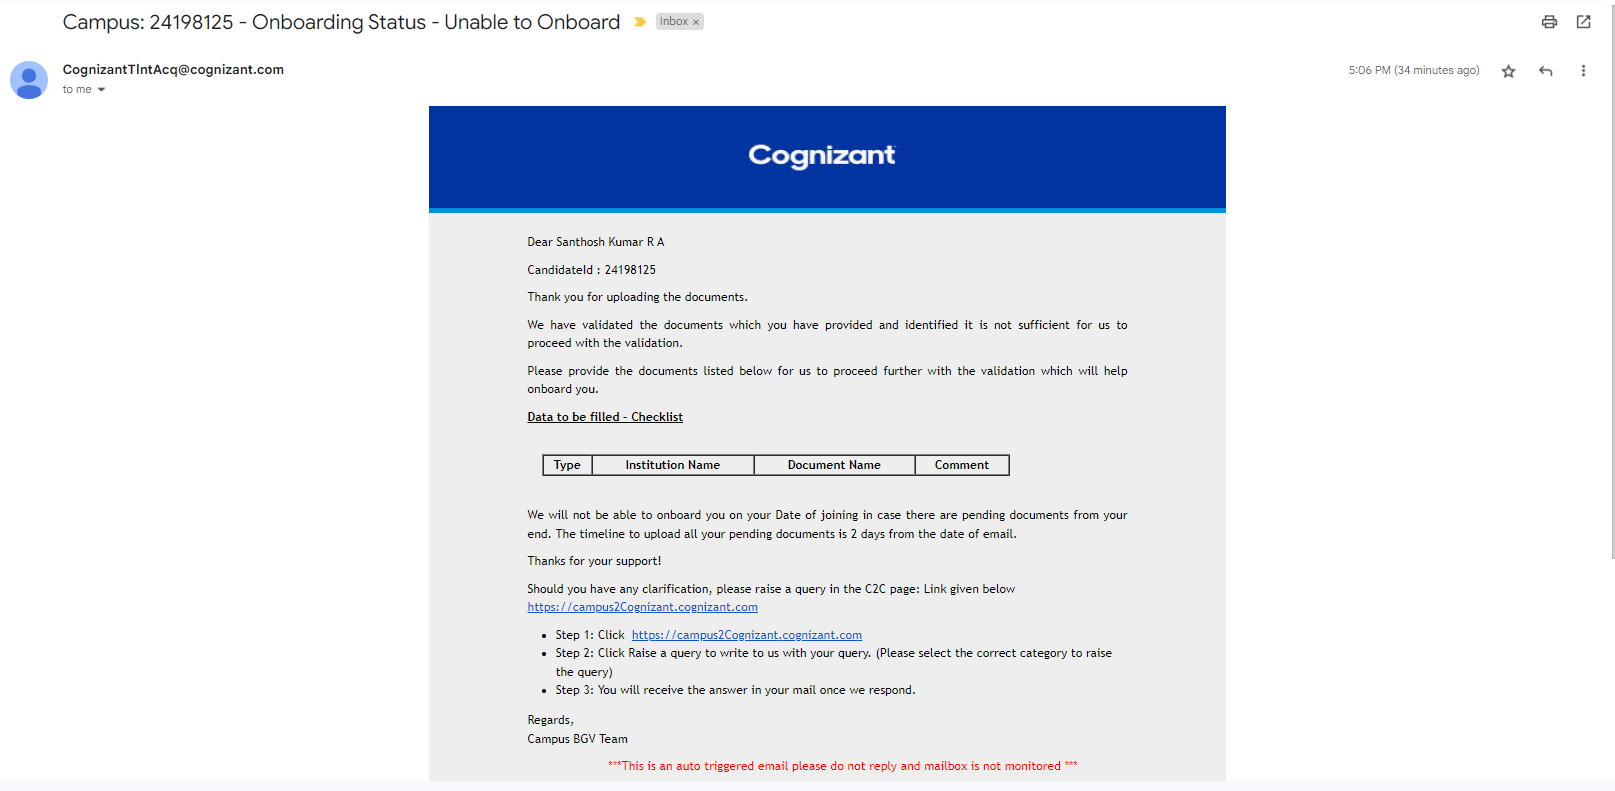 Campus: 24198125 - Onboarding Status - Unable to Onboard
Inbox ×
CognizantTIntAcq@cognizant.com
5:06 PM (34 minutes ago)
to me
Cognizant
Dear Santhosh Kumar R A
CandidateId : 24198125
Thank you for uploading the documents.
We have validated the documents which you have provided and identified it is not sufficient for us to
proceed with the validation.
Please provide the documents listed below for us to proceed further with the validation which will help
onboard you.
Data to be filled - Checklist
Type Institution Name Document Name Comment
We will not be able to onboard you on your Date of joining in case there are pending documents from your
end. The timeline to upload all your pending documents is 2 days from the date of email.
Thanks for your support!
Should you have any clarification, please raise a query in the C2C page: Link given below
https://campus2Cognizant.cognizant.com
• Step 1: Click https://campus2Cognizant.cognizant.com
• Step 2: Click Raise a query to write to us with your query. (Please select the correct category to raise
the query)
• Step 3: You will receive the answer in your mail once we respond.
Regards,
Campus BGV Team
***This is an auto triggered email please do not reply and mailbox is not monitored ***